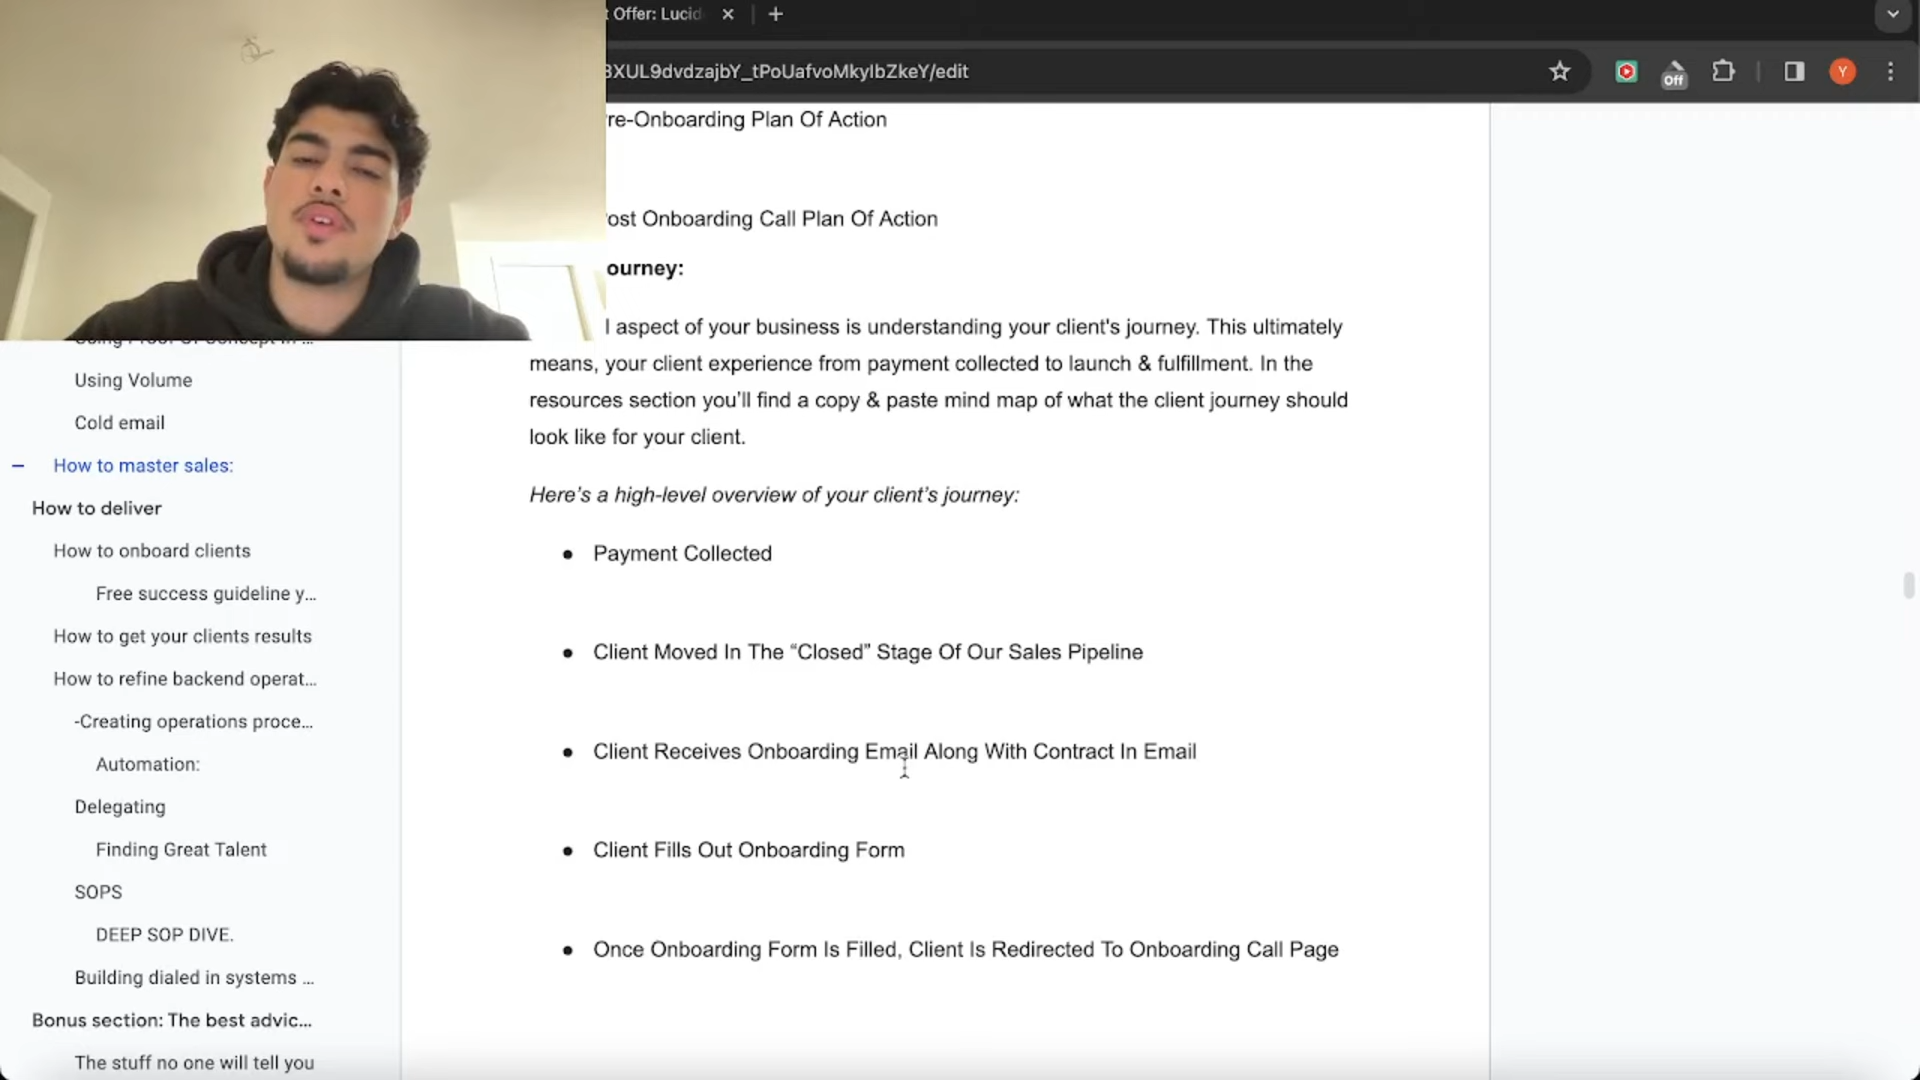 t Offer: Lucid
3XUL9dvdzajbY_tPoUafvoMkyIbZkeY/edit
Off
Y
re-Onboarding Plan Of Action
ost Onboarding Call Plan Of Action
ourney:
l aspect of your business is understanding your client's journey. This ultimately
means, your client experience from payment collected to launch & fulfillment. In the
resources section you'll find a copy & paste mind map of what the client journey should
look like for your client.
Here's a high-level overview of your client's journey:
● Payment Collected
● Client Moved In The “Closed” Stage Of Our Sales Pipeline
● Client Receives Onboarding Email Along With Contract In Email
● Client Fills Out Onboarding Form
● Once Onboarding Form Is Filled, Client Is Redirected To Onboarding Call Page
Using Proof Of Concept in ...
Using Volume
Cold email
How to master sales:
How to deliver
How to onboard clients
Free success guideline y...
How to get your clients results
How to refine backend operat...
-Creating operations proce...
Automation:
Delegating
Finding Great Talent
SOPS
DEEP SOP DIVE.
Building dialed in systems ...
Bonus section: The best advic...
The stuff no one will tell you